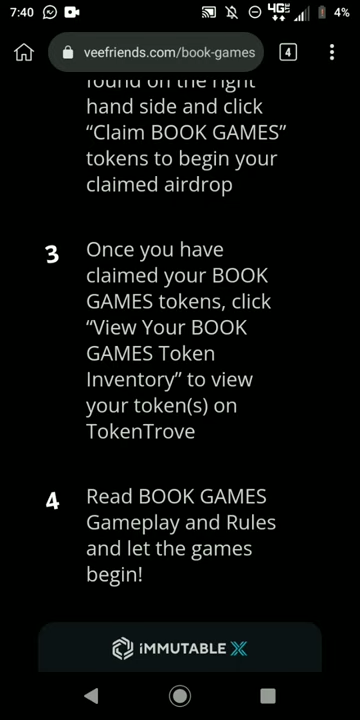 7:40
4G
4%
veefriends.com/book-games
4
found on the right
hand side and click
“Claim BOOK GAMES”
tokens to begin your
claimed airdrop
3
Once you have
claimed your BOOK
GAMES tokens, click
“View Your BOOK
GAMES Token
Inventory” to view
your token(s) on
TokenTrove
4
Read BOOK GAMES
Gameplay and Rules
and let the games
begin!
iMMUTABLE X